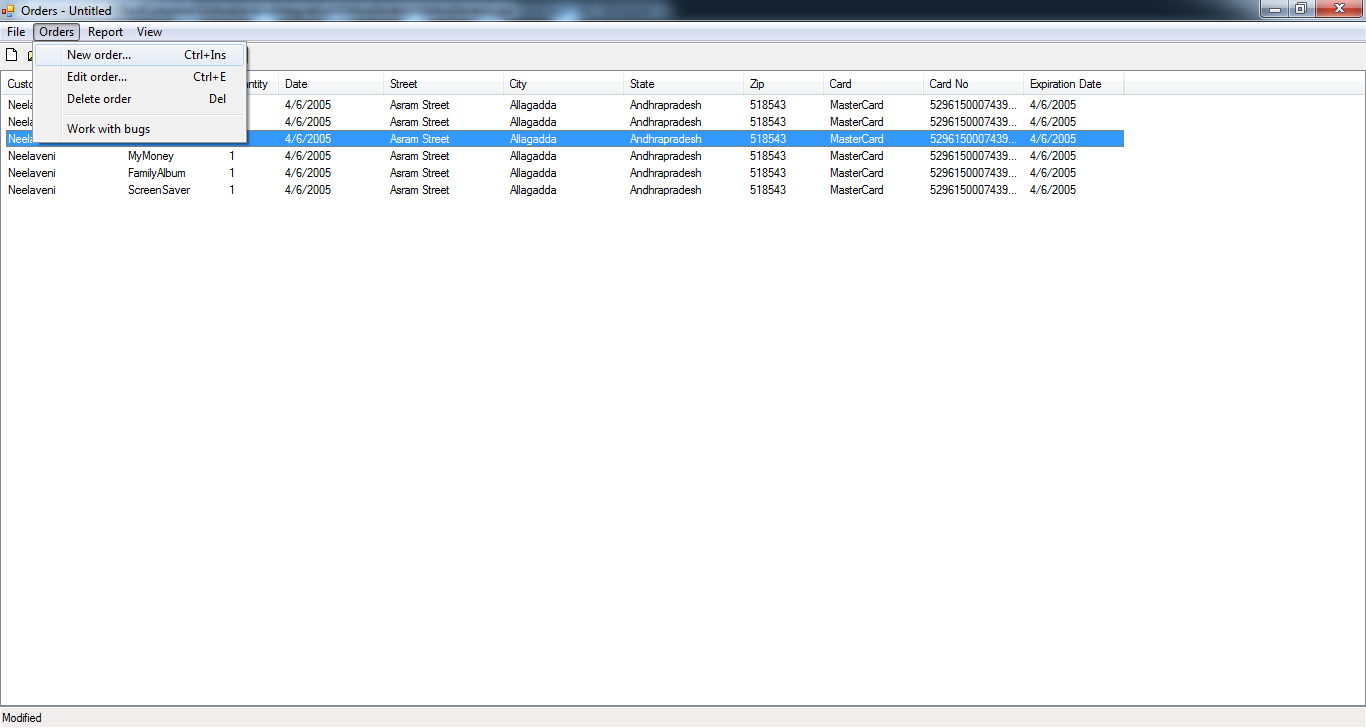 Orders - Untitled
File Orders Report View
New order... Ctrl+Ins
Edit order... Ctrl+E
Delete order Del
Work with bugs
Date Street City State Zip Card Card No Expiration Date
4/6/2005 Asram Street Allagadda Andhrapradesh 518543 MasterCard 5296150007439... 4/6/2005
4/6/2005 Asram Street Allagadda Andhrapradesh 518543 MasterCard 5296150007439... 4/6/2005
4/6/2005 Asram Street Allagadda Andhrapradesh 518543 MasterCard 5296150007439... 4/6/2005
Neelaveni MyMoney 1 4/6/2005 Asram Street Allagadda Andhrapradesh 518543 MasterCard 5296150007439... 4/6/2005
Neelaveni FamilyAlbum 1 4/6/2005 Asram Street Allagadda Andhrapradesh 518543 MasterCard 5296150007439... 4/6/2005
Neelaveni ScreenSaver 1 4/6/2005 Asram Street Allagadda Andhrapradesh 518543 MasterCard 5296150007439... 4/6/2005
Modified